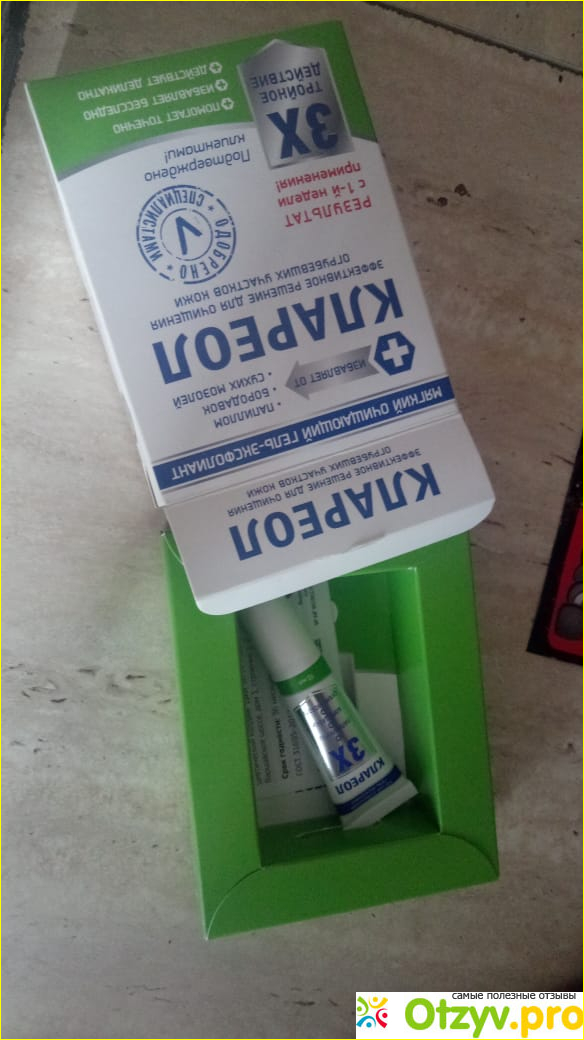 КЛАРЕОЛ
ЭФФЕКТИВНОЕ РЕШЕНИЕ ДЛЯ ОЧИЩЕНИЯ
ОГРУБЕВШИХ УЧАСТКОВ КОЖИ
МЯГКИЙ ОЧИЩАЮЩИЙ ГЕЛЬ-ЭКСФОЛИАНТ
ИЗБАВЛЯЕТ ОТ
ПАПИЛЛОМ
• БОРОДАВОК
• СУХИХ МОЗОЛЕЙ
КЛАРЕОЛ
ЭФФЕКТИВНОЕ РЕШЕНИЕ ДЛЯ ОЧИЩЕНИЯ
ОГРУБЕВШИХ УЧАСТКОВ КОЖИ
РЕЗУЛЬТАТ
с 1-й недели
применения!
ОДОБРЕНО
СПЕЦИАЛИСТАМИ
Подтверждено
клиентами!
3X
ТРОЙНОЕ
ДЕЙСТВИЕ
ПОМОГАЕТ ТОЧЕЧНО
ИЗБАВЛЯЕТ БЕССЛЕДНО
ДЕЙСТВУЕТ ДЕЛИКАТНО
КЛАРЕОЛ
3X
Срок годности:
самые полезные отзывы
Otzyv.pro